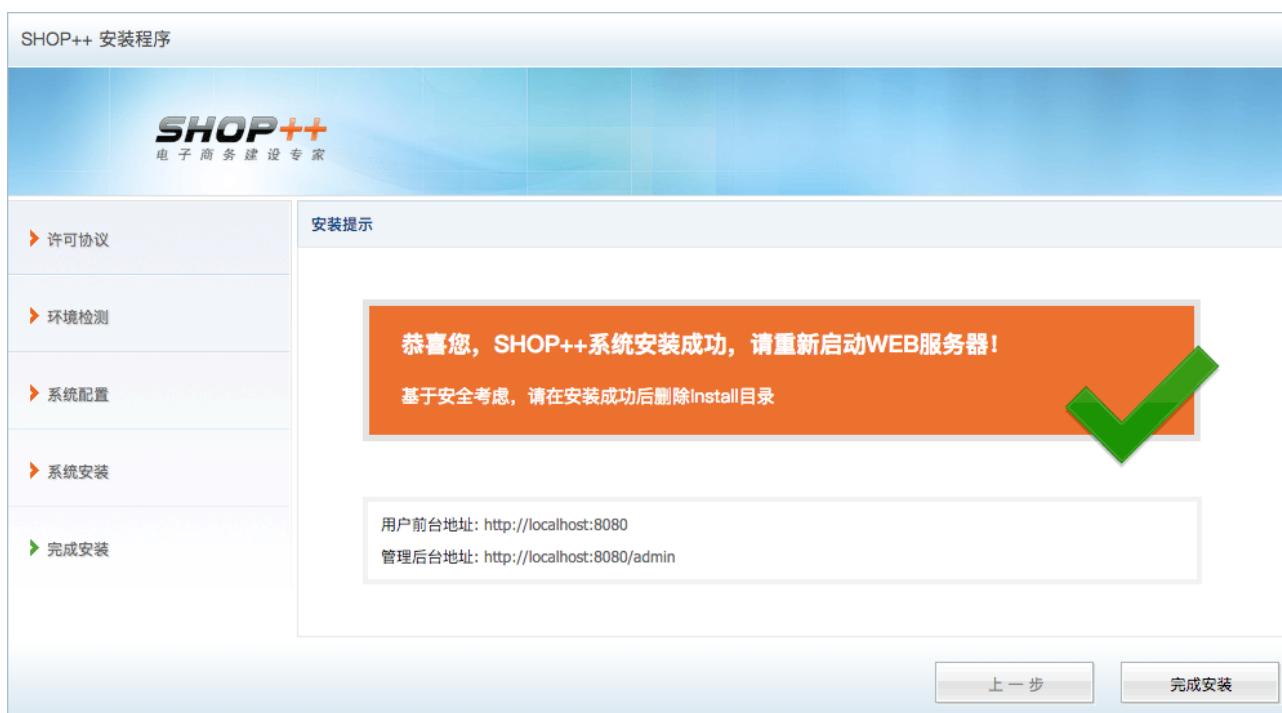 SHOP++ 安装程序
SHOP++
电子商务建设专家
许可协议
环境检测
系统配置
系统安装
完成安装
安装提示
恭喜您，SHOP++系统安装成功，请重新启动WEB服务器！
基于安全考虑，请在安装成功后删除Install目录
用户前台地址: http://localhost:8080
管理后台地址: http://localhost:8080/admin
上一步
完成安装